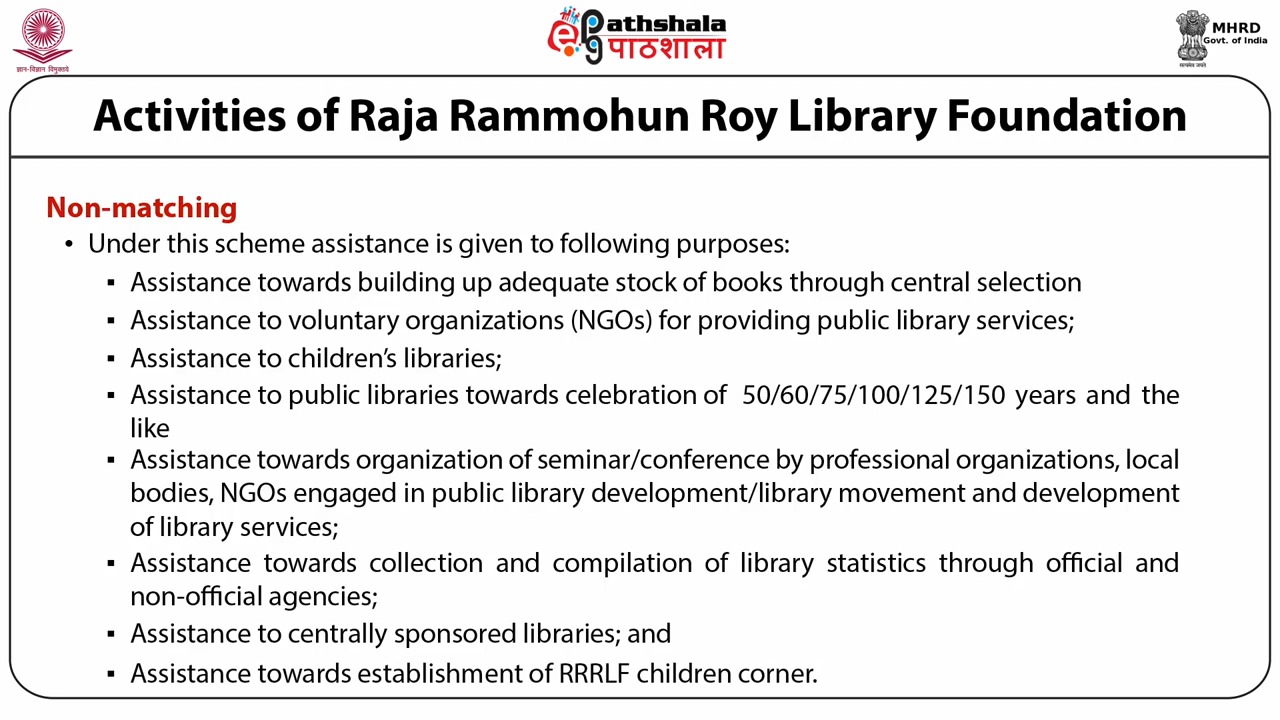 ज्ञान-विज्ञान विमुक्तये
epg athshala
पाठशाला
MHRD
Govt. of India
सत्यमेव जयते
Activities of Raja Rammohun Roy Library Foundation
Non-matching
• Under this scheme assistance is given to following purposes:
▪ Assistance towards building up adequate stock of books through central selection
▪ Assistance to voluntary organizations (NGOs) for providing public library services;
▪ Assistance to children’s libraries;
▪ Assistance to public libraries towards celebration of 50/60/75/100/125/150 years and the
like
▪ Assistance towards organization of seminar/conference by professional organizations, local
bodies, NGOs engaged in public library development/library movement and development
of library services;
▪ Assistance towards collection and compilation of library statistics through official and
non-official agencies;
▪ Assistance to centrally sponsored libraries; and
▪ Assistance towards establishment of RRRLF children corner.